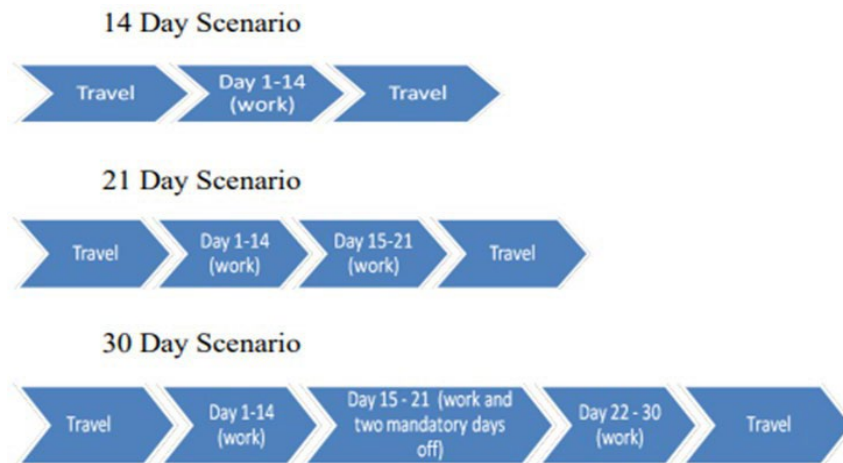 14 Day Scenario
Travel
Day 1-14
(work)
Travel
21 Day Scenario
Travel
Day 1-14
(work)
Day 15-21
(work)
Travel
30 Day Scenario
Travel
Day 1-14
(work)
Day 15 - 21 (work and
two mandatory days
off)
Day 22 - 30
(work)
Travel